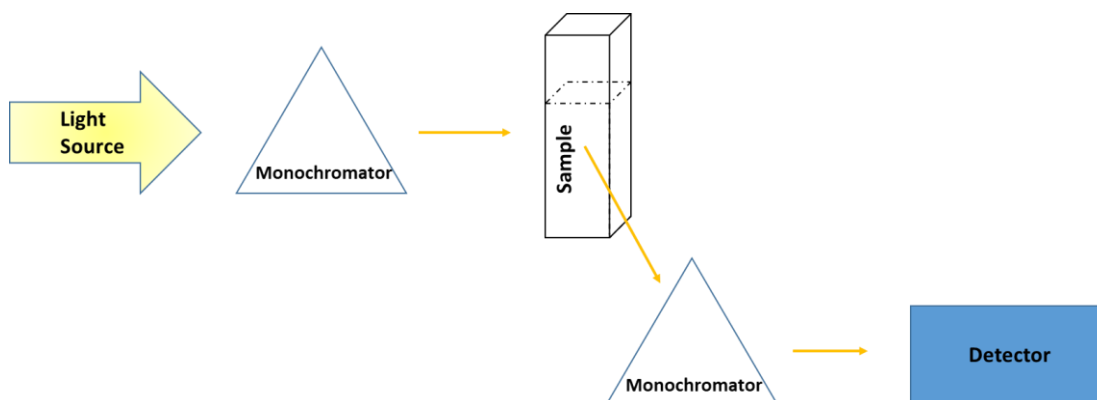 Light
Source
Monochromator
Sample
Monochromator
Detector